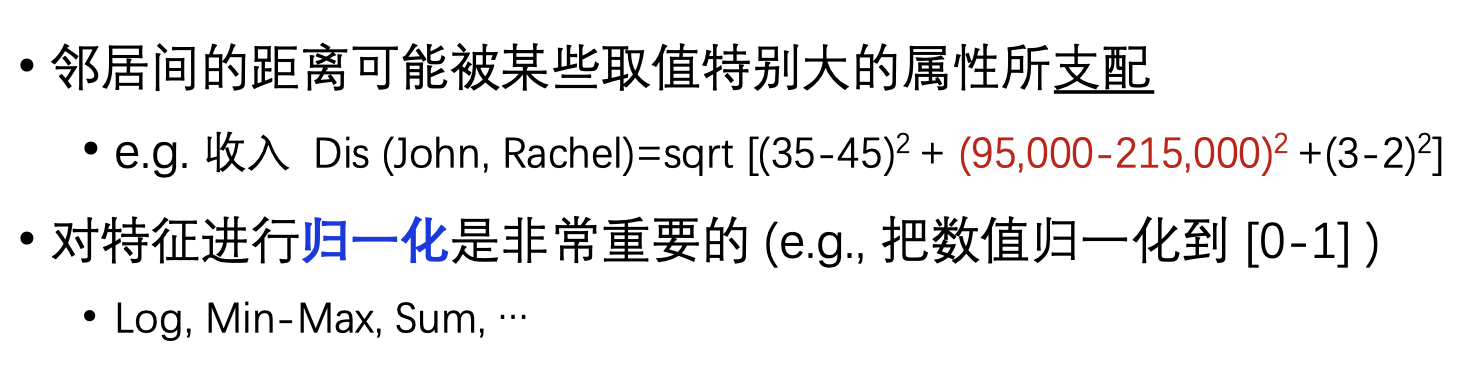 • 邻居间的距离可能被某些取值特别大的属性所支配
• e.g. 收入 Dis (John, Rachel)=sqrt [(35-45)² + (95,000-215,000)² +(3-2)²]
• 对特征进行归一化是非常重要的 (e.g., 把数值归一化到 [0-1] )
• Log, Min-Max, Sum, ···